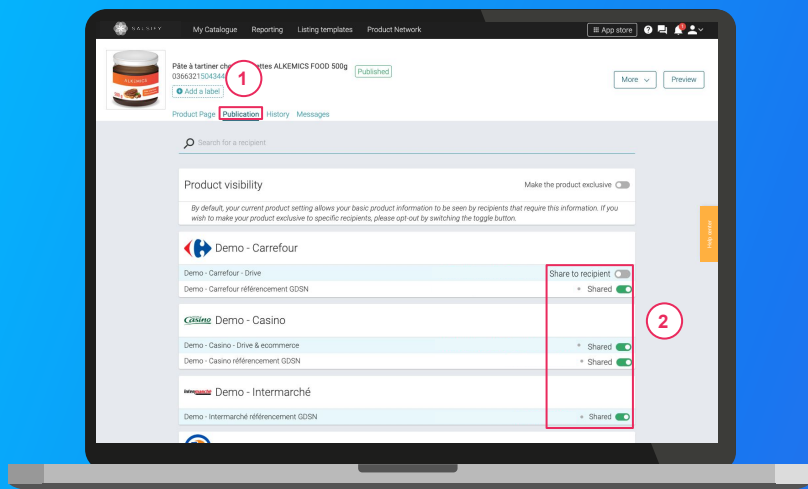 SALSIFY
My Catalogue Reporting Listing templates Product Network
App store
Pâte à tartiner ettes ALKEMICS FOOD 500g Published
0366321504344
1
Add a label
More Preview
ALKEMICS
Product Page Publication History Messages
Search for a recipient
Product visibility Make the product exclusive
By default, your current product setting allows your basic product information to be seen by recipients that require this information. If you
wish to make your product exclusive to specific recipients, please opt-out by switching the toggle button.
Help center
Demo - Carrefour
Demo - Carrefour - Drive Share to recipient
Demo - Carrefour référencement GDSN Shared
2
Casino Demo - Casino
Demo - Casino - Drive & ecommerce Shared
Demo - Casino référencement GDSN Shared
Demo - Intermarché
Demo - Intermarché référencement GDSN Shared